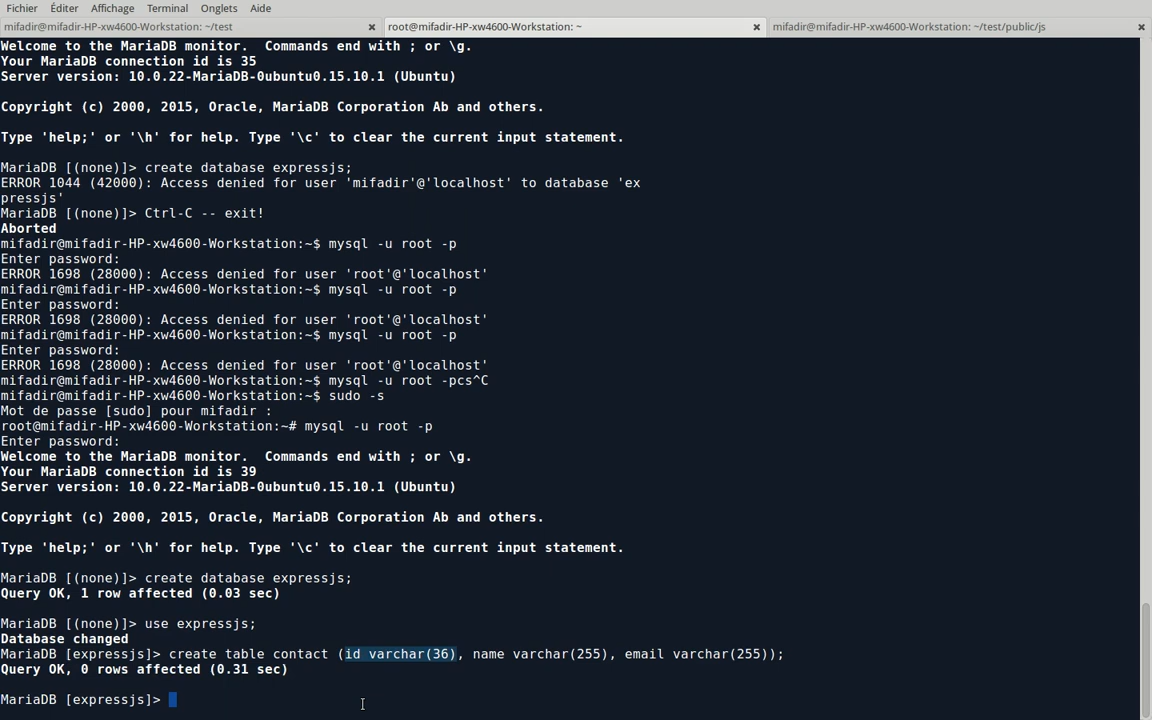 Fichier Éditer Affichage Terminal Onglets Aide
mifadir@mifadir-HP-xw4600-Workstation: ~/test
root@mifadir-HP-xw4600-Workstation: ~
mifadir@mifadir-HP-xw4600-Workstation: ~/test/public/js
Welcome to the MariaDB monitor.  Commands end with ; or \g.
Your MariaDB connection id is 35
Server version: 10.0.22-MariaDB-0ubuntu0.15.10.1 (Ubuntu)
Copyright (c) 2000, 2015, Oracle, MariaDB Corporation Ab and others.
Type 'help;' or '\h' for help. Type '\c' to clear the current input statement.
MariaDB [(none)]> create database expressjs;
ERROR 1044 (42000): Access denied for user 'mifadir'@'localhost' to database 'ex
pressjs'
MariaDB [(none)]> Ctrl-C -- exit!
Aborted
mifadir@mifadir-HP-xw4600-Workstation:~$ mysql -u root -p
Enter password:
ERROR 1698 (28000): Access denied for user 'root'@'localhost'
mifadir@mifadir-HP-xw4600-Workstation:~$ mysql -u root -p
Enter password:
ERROR 1698 (28000): Access denied for user 'root'@'localhost'
mifadir@mifadir-HP-xw4600-Workstation:~$ mysql -u root -p
Enter password:
ERROR 1698 (28000): Access denied for user 'root'@'localhost'
mifadir@mifadir-HP-xw4600-Workstation:~$ mysql -u root -pcs^C
mifadir@mifadir-HP-xw4600-Workstation:~$ sudo -s
Mot de passe [sudo] pour mifadir :
root@mifadir-HP-xw4600-Workstation:~# mysql -u root -p
Enter password:
Welcome to the MariaDB monitor.  Commands end with ; or \g.
Your MariaDB connection id is 39
Server version: 10.0.22-MariaDB-0ubuntu0.15.10.1 (Ubuntu)
Copyright (c) 2000, 2015, Oracle, MariaDB Corporation Ab and others.
Type 'help;' or '\h' for help. Type '\c' to clear the current input statement.
MariaDB [(none)]> create database expressjs;
Query OK, 1 row affected (0.03 sec)
MariaDB [(none)]> use expressjs;
Database changed
MariaDB [expressjs]> create table contact (id varchar(36), name varchar(255), email varchar(255));
Query OK, 0 rows affected (0.31 sec)
MariaDB [expressjs]>